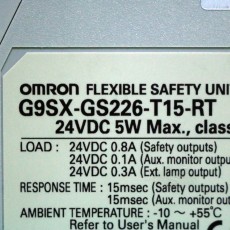 OMRON FLEXIBLE SAFETY UNI
G9SX-GS226-T15-RT
24VDC 5W Max., class
LOAD : 24VDC 0.8A (Safety outputs)
24VDC 0.1A (Aux. monitor outpu
24VDC 0.3A (Ext. lamp output)
RESPONSE TIME : 15msec (Safety outputs)
15msec (Aux. monitor out
AMBIENT TEMPERATURE : -10 ～ +55℃
Refer to User's Manual